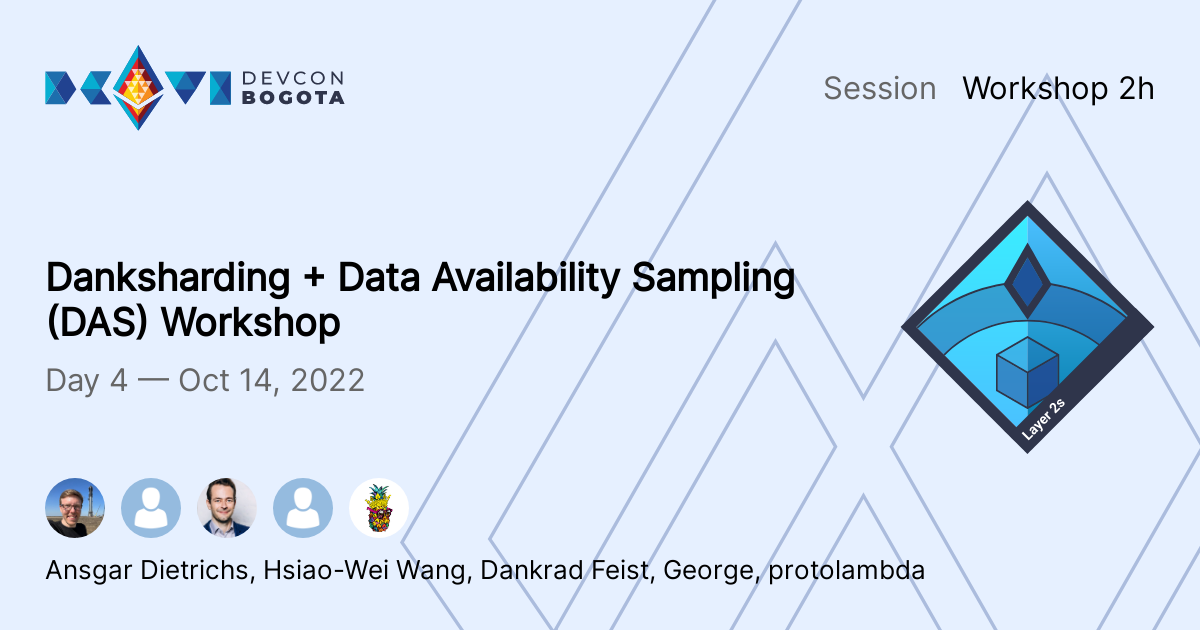 DEVCON
BOGOTA
Session Workshop 2h
Danksharding + Data Availability Sampling
(DAS) Workshop
Day 4 — Oct 14, 2022
Layer 2s
Ansgar Dietrichs, Hsiao-Wei Wang, Dankrad Feist, George, protolambda